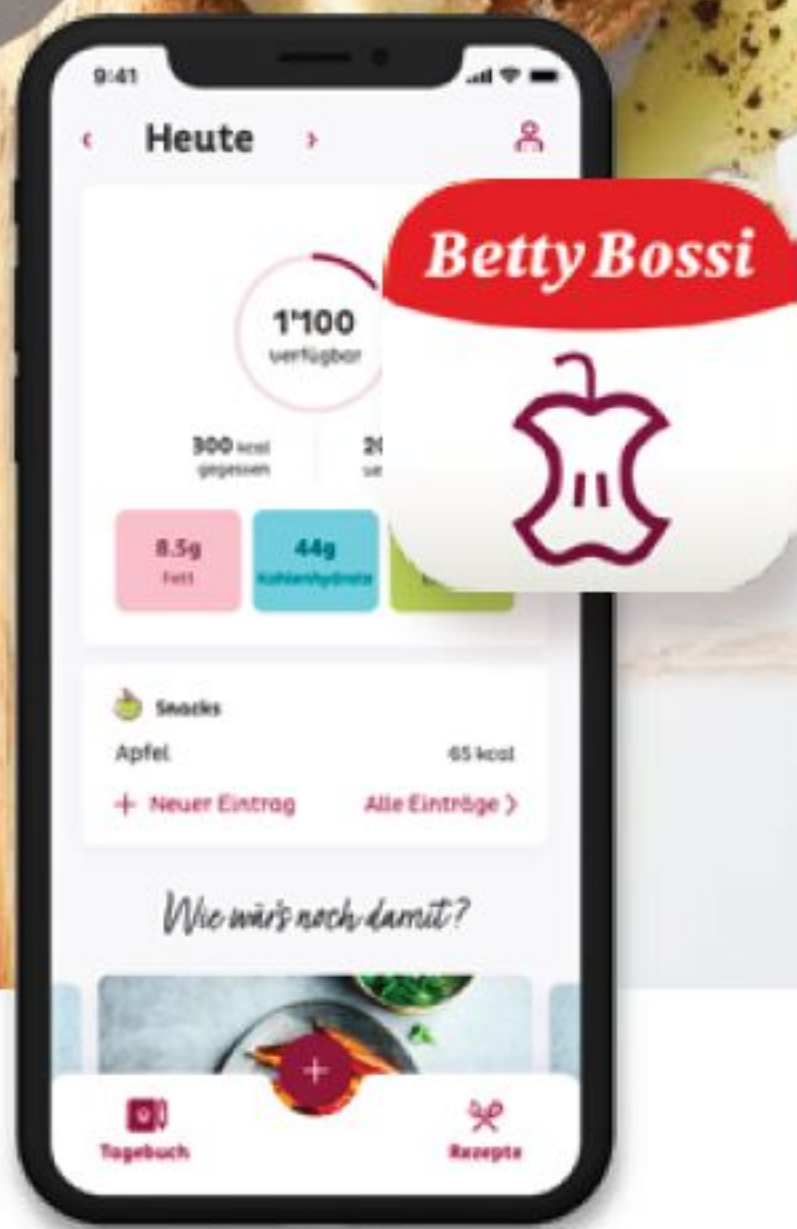 9:41
Heute
Betty Bossi
1'100
verfügbar
300 kcal
gegessen
8.5g
Fett
44g
Kohlenhydrate
Snacks
Apfel
65 kcal
+ Neuer Eintrag
Alle Einträge >
Wie wär's noch damit?
+
Tagebuch
Rezepte